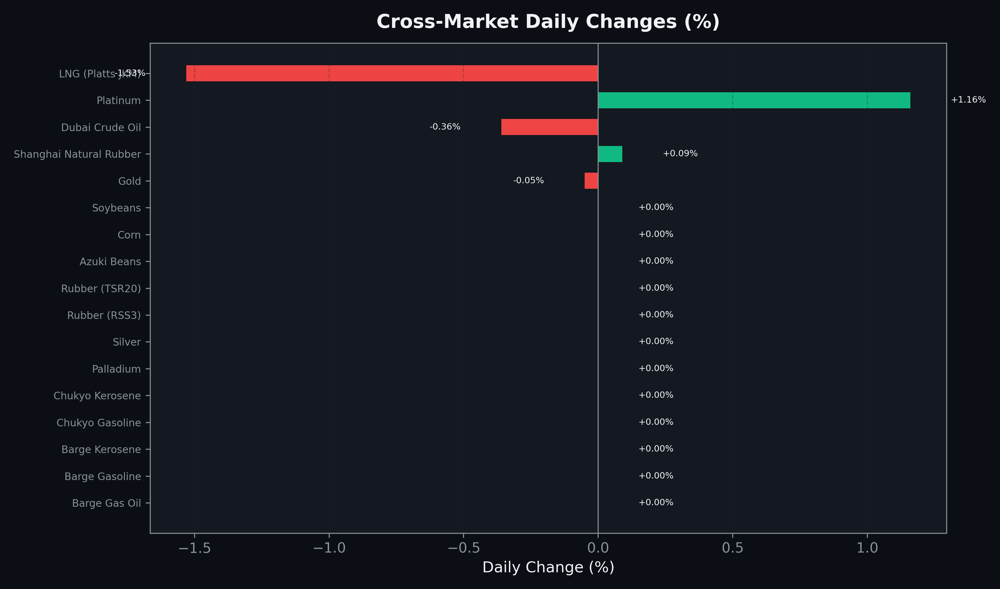 Cross-Market Daily Changes (%)
LNG (Platts JKM) -1.53%
Platinum +1.16%
Dubai Crude Oil -0.36%
Shanghai Natural Rubber +0.09%
Gold -0.05%
Soybeans +0.00%
Corn +0.00%
Azuki Beans +0.00%
Rubber (TSR20) +0.00%
Rubber (RSS3) +0.00%
Silver +0.00%
Palladium +0.00%
Chukyo Kerosene +0.00%
Chukyo Gasoline +0.00%
Barge Kerosene +0.00%
Barge Gasoline +0.00%
Barge Gas Oil +0.00%
−1.5 −1.0 −0.5 0.0 0.5 1.0
Daily Change (%)